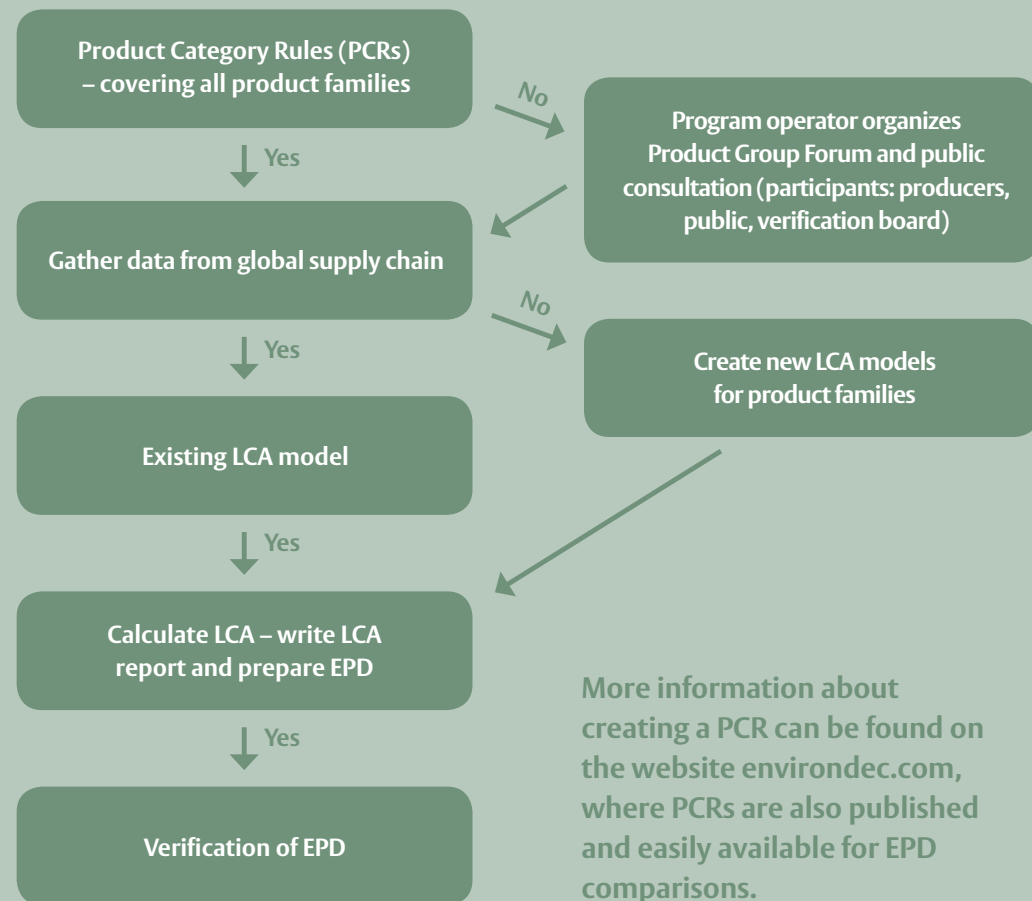 Product Category Rules (PCRs)
– covering all product families
No
Program operator organizes
Product Group Forum and public
consultation (participants: producers,
public, verification board)
Yes
Gather data from global supply chain
No
Create new LCA models
for product families
Yes
Existing LCA model
Yes
Calculate LCA – write LCA
report and prepare EPD
Yes
Verification of EPD
More information about
creating a PCR can be found on
the website environdec.com,
where PCRs are also published
and easily available for EPD
comparisons.